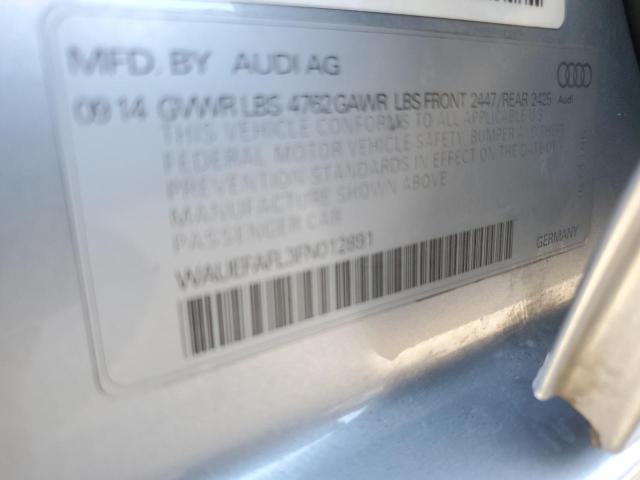 MFD. BY AUDI AG
09 14 GVWR LBS 4762 GAWR LBS FRONT 2447/REAR 2425
Audi
THIS VEHICLE CONFORMS TO ALL APPLICABLE U.S.
FEDERAL MOTOR VEHICLE SAFETY, BUMPER AND THEFT
PREVENTION STANDARDS IN EFFECT ON THE DATE OF
MANUFACTURE SHOWN ABOVE
PASSENGER CAR
GERMANY